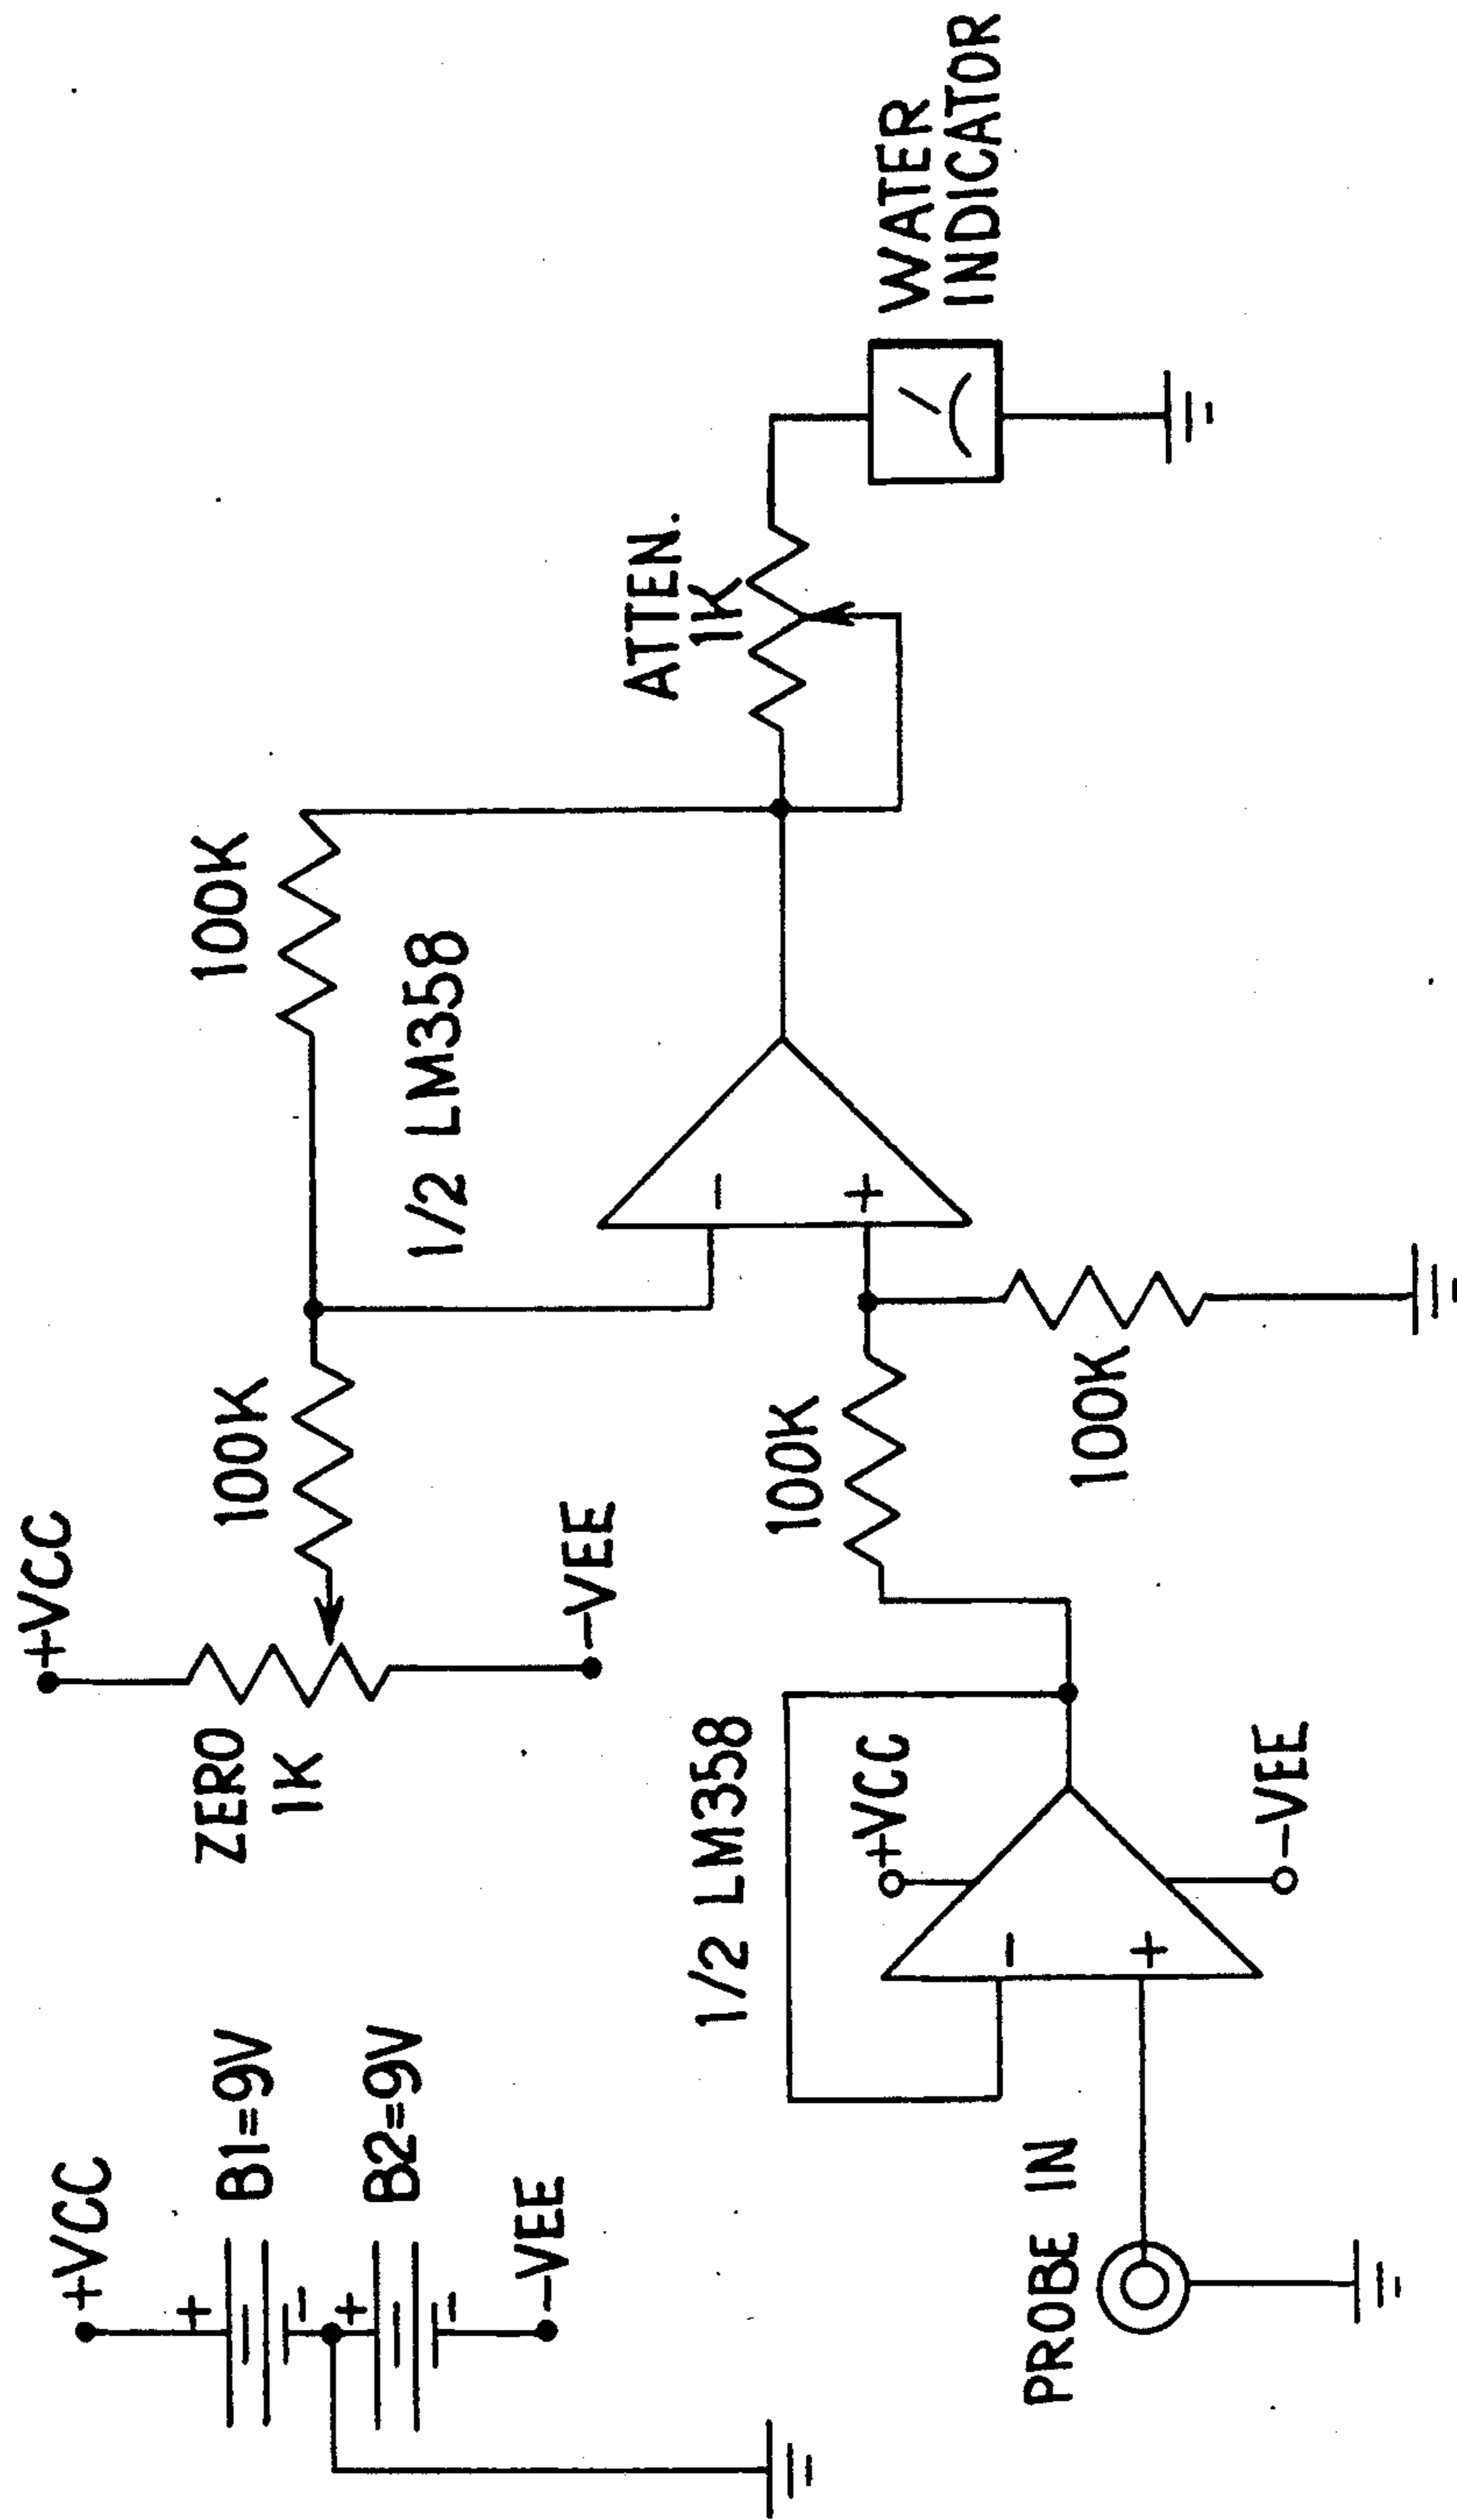 +VCC
B1=9V
B2=9V
-VEE
PROBE IN
+VCC
ZERO
1K
-VEE
100K
100K
1/2 LM358
1/2 LM358
+VCC
-VEE
100K
100K
ATTEN.
1K
WATER
INDICATOR
+
-
+
-
-
+
-
+